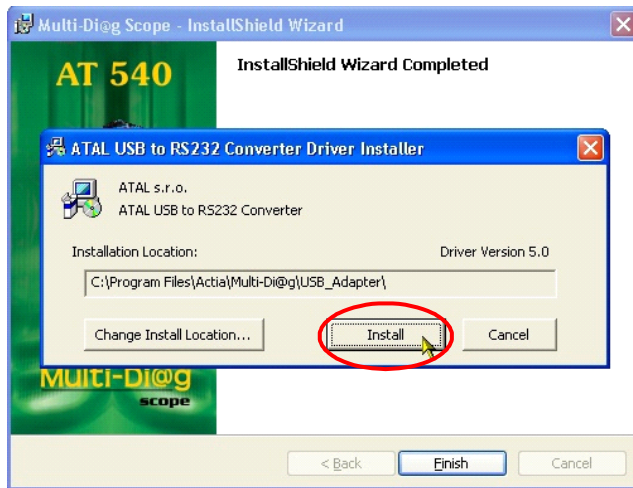 Multi-Di@g Scope - InstallShield Wizard
AT 540
InstallShield Wizard Completed
ATAL USB to RS232 Converter Driver Installer
ATAL s.r.o.
ATAL USB to RS232 Converter
Installation Location:
Driver Version 5.0
C:\Program Files\Actia\Multi-Di@g\USB_Adapter\
Change Install Location...
Install
Cancel
Multi-Di@g
scope
< Back
Finish
Cancel